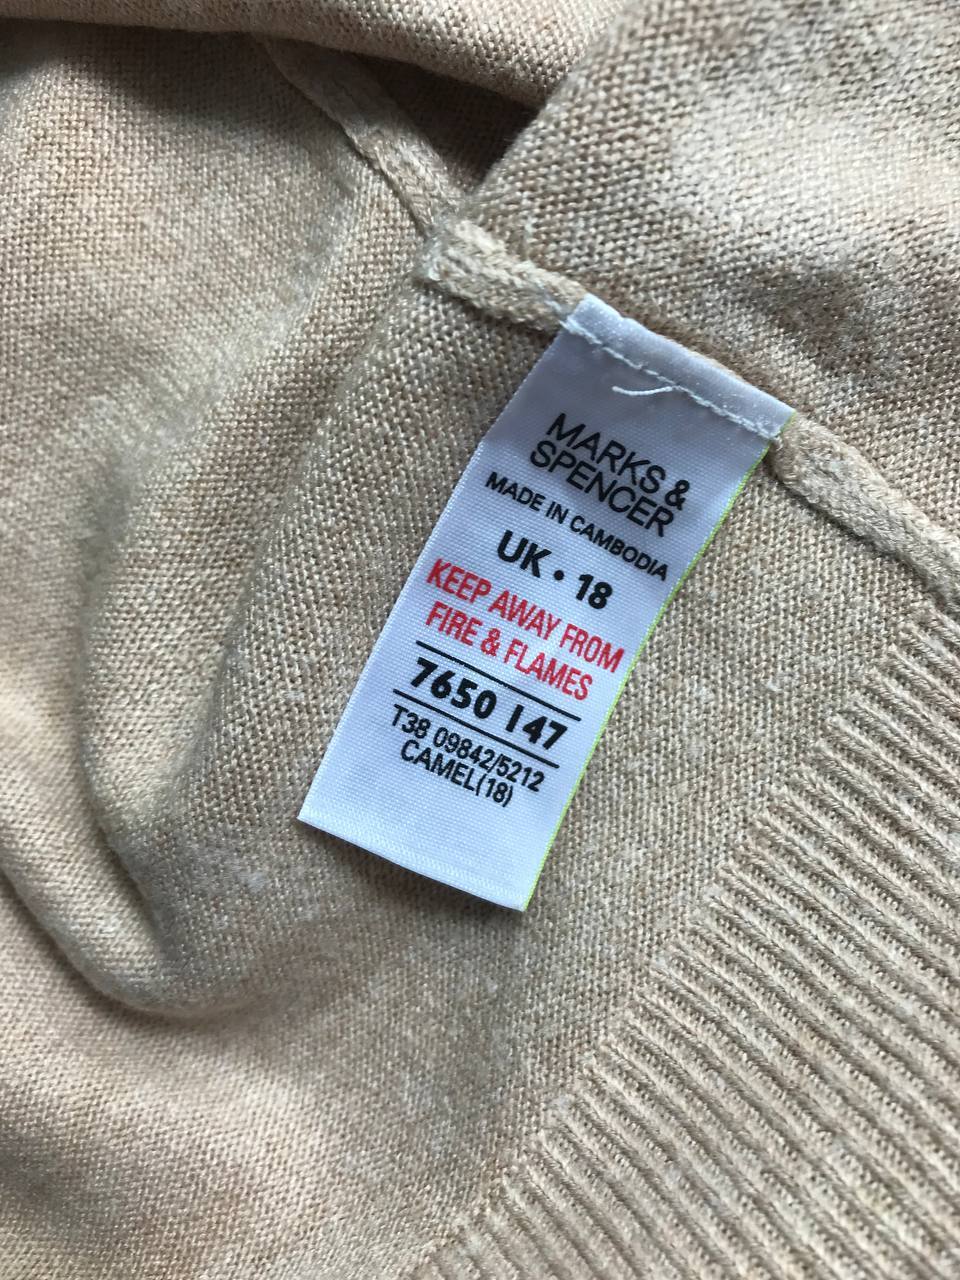 MARKS &
SPENCER
MADE IN CAMBODIA
UK • 18
KEEP AWAY FROM
FIRE & FLAMES
7650 147
T38 09842/5212
CAMEL(18)